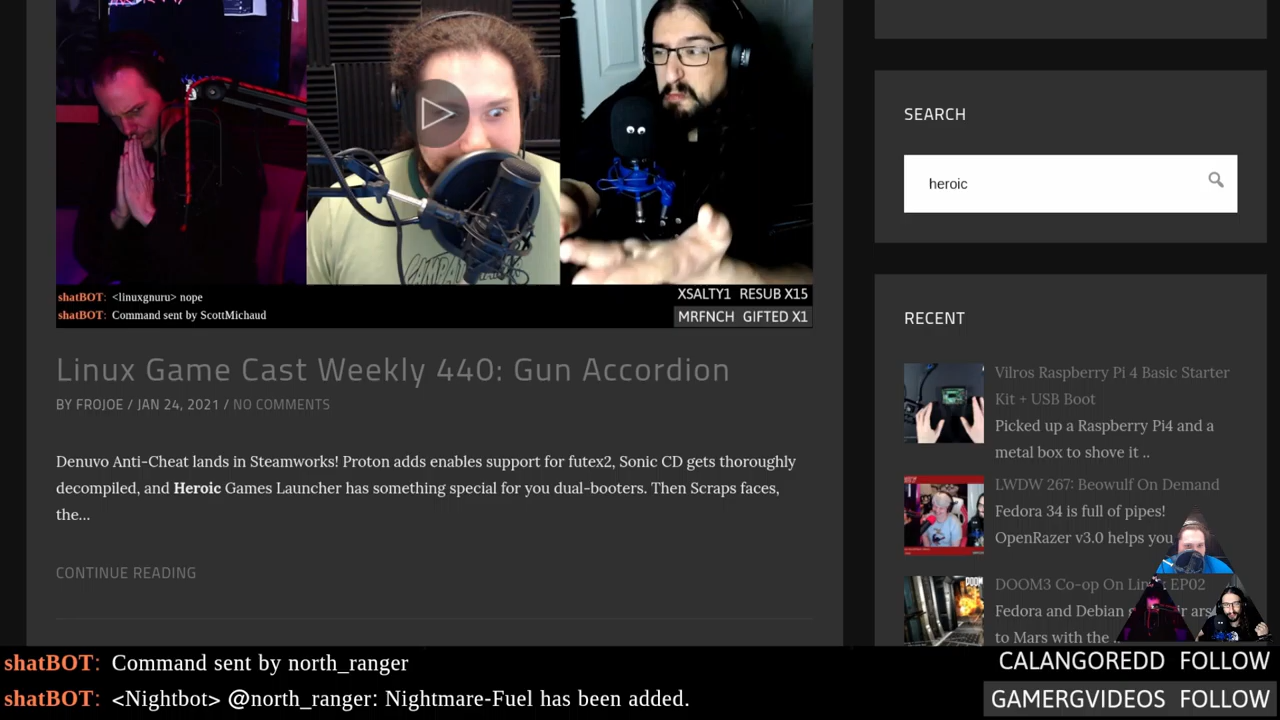 shatBOT: <linuxgnuru> nope
shatBOT: Command sent by ScottMichaud
XSALTY1 RESUB X15
MRFNCH GIFTED X1
Linux Game Cast Weekly 440: Gun Accordion
BY FROJOE / JAN 24, 2021 / NO COMMENTS
Denuvo Anti-Cheat lands in Steamworks! Proton adds enables support for futex2, Sonic CD gets thoroughly
decompiled, and Heroic Games Launcher has something special for you dual-booters. Then Scraps faces,
the...
CONTINUE READING
SEARCH
heroic
RECENT
Vilros Raspberry Pi 4 Basic Starter
Kit + USB Boot
Picked up a Raspberry Pi4 and a
metal box to shove it ..
LWDW 267: Beowulf On Demand
Fedora 34 is full of pipes!
OpenRazer v3.0 helps you
DOOM3 Co-op On Linux EP02
Fedora and Debian
to Mars with the
shatBOT: Command sent by north_ranger
shatBOT: <Nightbot> @north_ranger: Nightmare-Fuel has been added.
CALANGOREDD FOLLOW
GAMERGVIDEOS FOLLOW